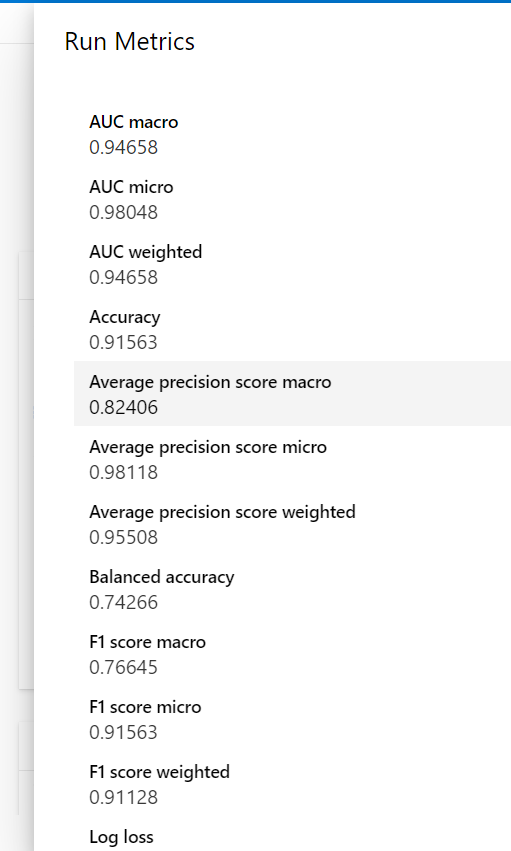 Run Metrics
AUC macro
0.94658
AUC micro
0.98048
AUC weighted
0.94658
Accuracy
0.91563
Average precision score macro
0.82406
Average precision score micro
0.98118
Average precision score weighted
0.95508
Balanced accuracy
0.74266
F1 score macro
0.76645
F1 score micro
0.91563
F1 score weighted
0.91128
Log loss